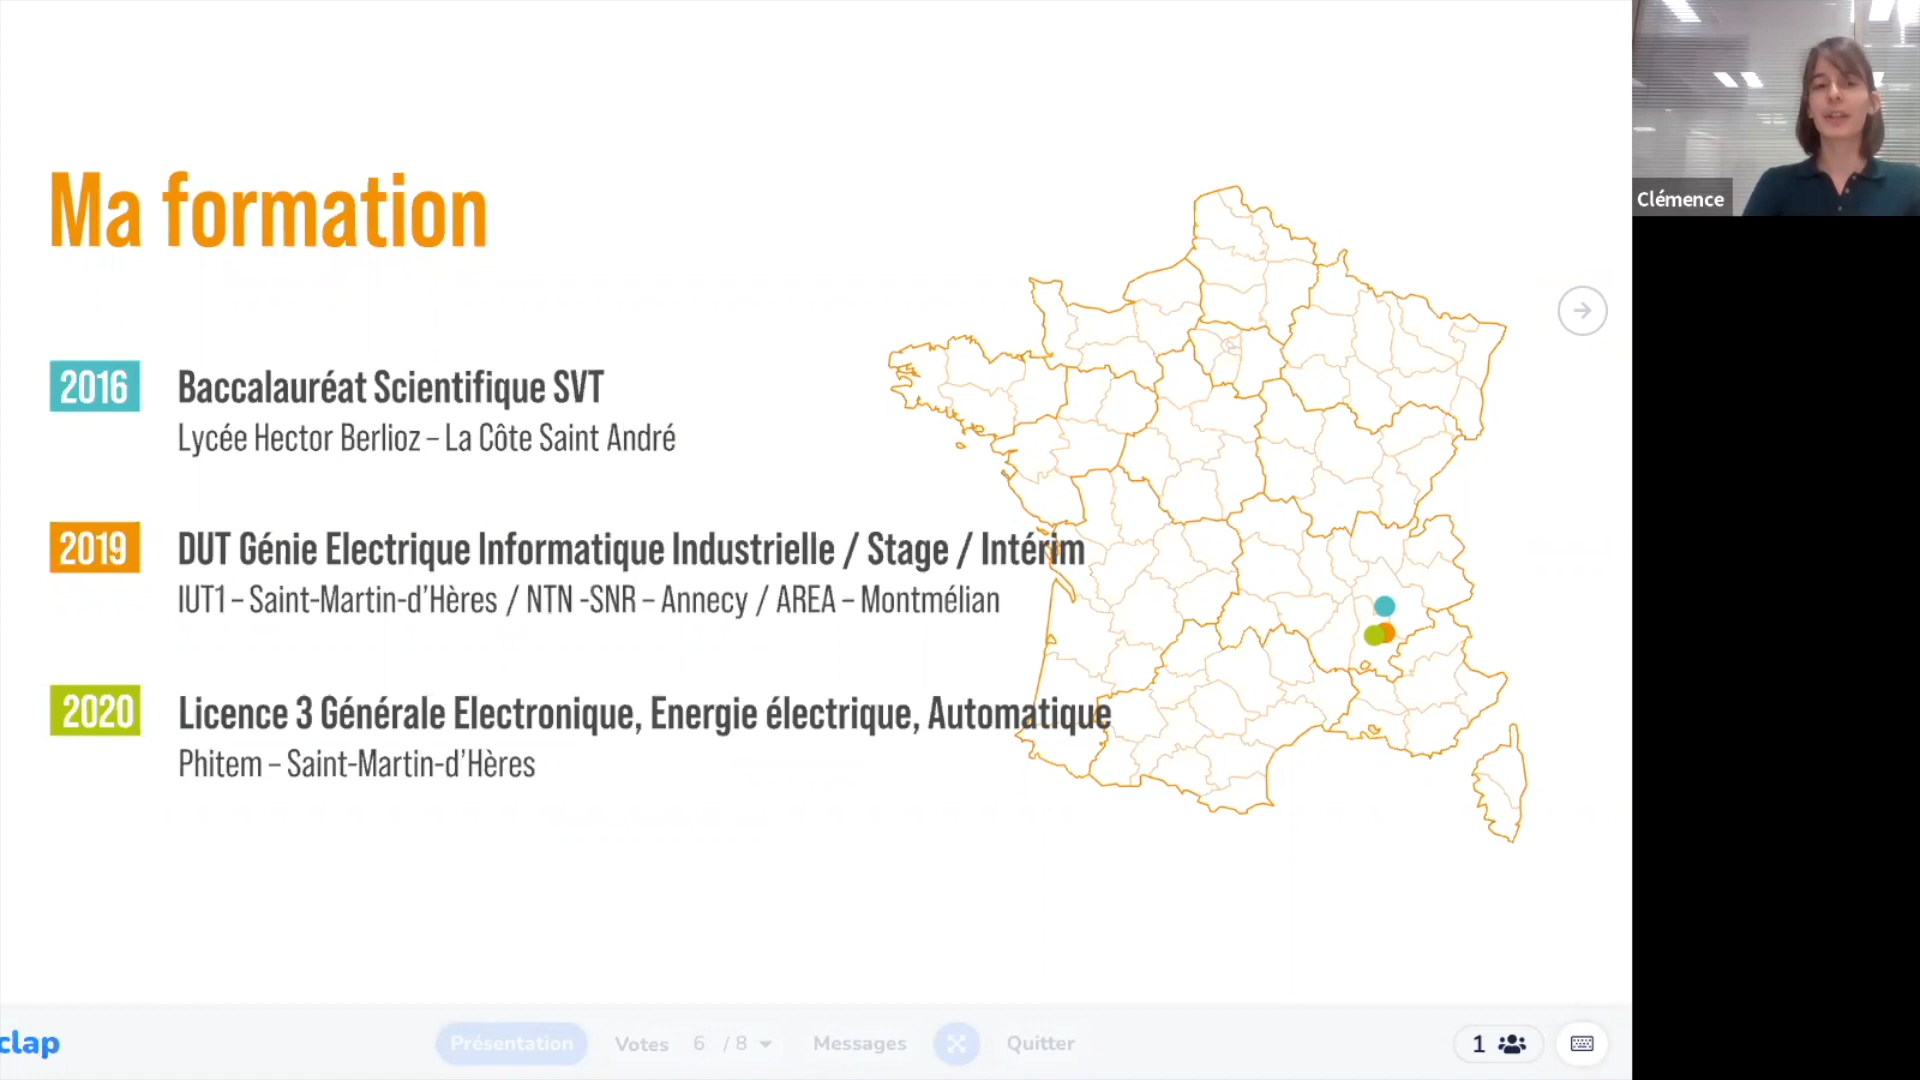 Ma formation
2016
Baccalauréat Scientifique SVT
Lycée Hector Berlioz – La Côte Saint André
2019
DUT Génie Electrique Informatique Industrielle / Stage / Intérim
IUT1 – Saint-Martin-d’Hères / NTN -SNR – Annecy / AREA – Montmélian
2020
Licence 3 Générale Electronique, Energie électrique, Automatique
Phitem – Saint-Martin-d’Hères
Clémence
clap
Présentation
Votes 6 / 8
Messages
Quitter
1